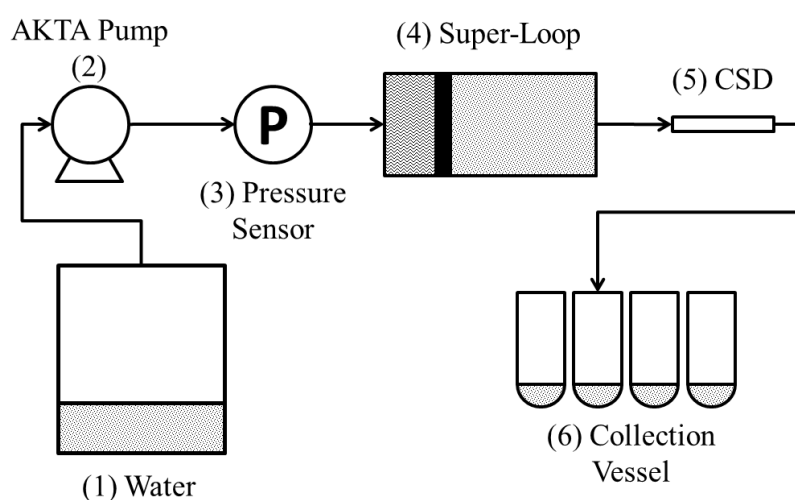 AKTA Pump
(2)
P
(3) Pressure
Sensor
(4) Super-Loop
(5) CSD
(1) Water
(6) Collection
Vessel